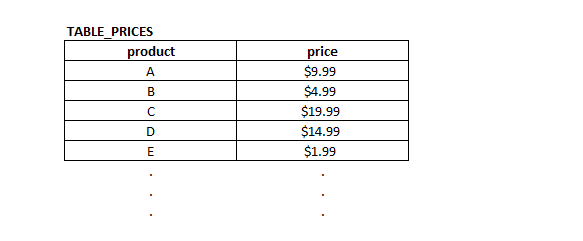 TABLE_PRICES
product price
A $9.99
B $4.99
C $19.99
D $14.99
E $1.99
. .
. .
. .